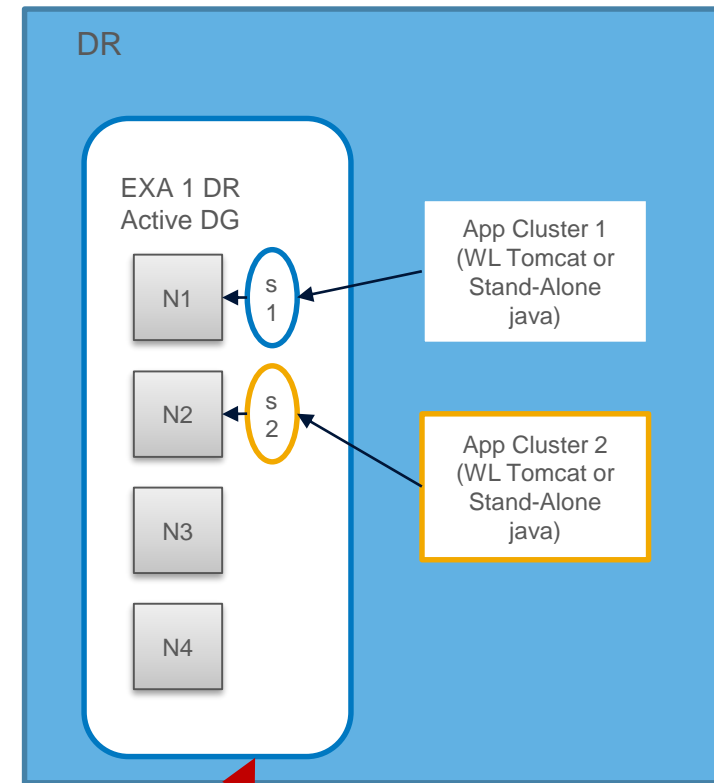 DR
EXA 1 DR
Active DG
N1
s
1
App Cluster 1
(WL Tomcat or
Stand-Alone
java)
N2
s
2
App Cluster 2
(WL Tomcat or
Stand-Alone
java)
N3
N4